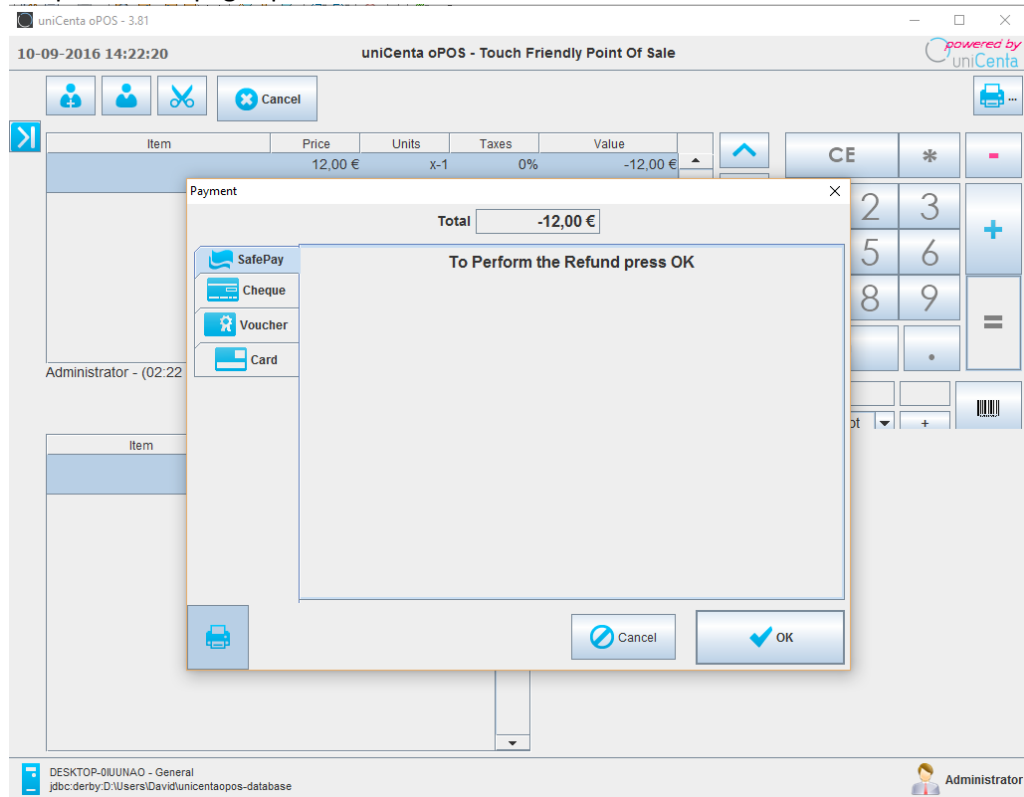 uniCenta oPOS - 3.81
10-09-2016 14:22:20
uniCenta oPOS - Touch Friendly Point Of Sale
powered by
uniCenta
Cancel
...
Item Price Units Taxes Value
12,00 € x-1 0% -12,00 €
CE * -
2 3 +
5 6
8 9 =
.
Payment
Total -12,00 €
SafePay
Cheque
Voucher
Card
To Perform the Refund press OK
Cancel
OK
Administrator - (02:22
+
Item
DESKTOP-0IUUNAO - General
jdbc:derby:D:\Users\David\unicentaopos-database
Administrator